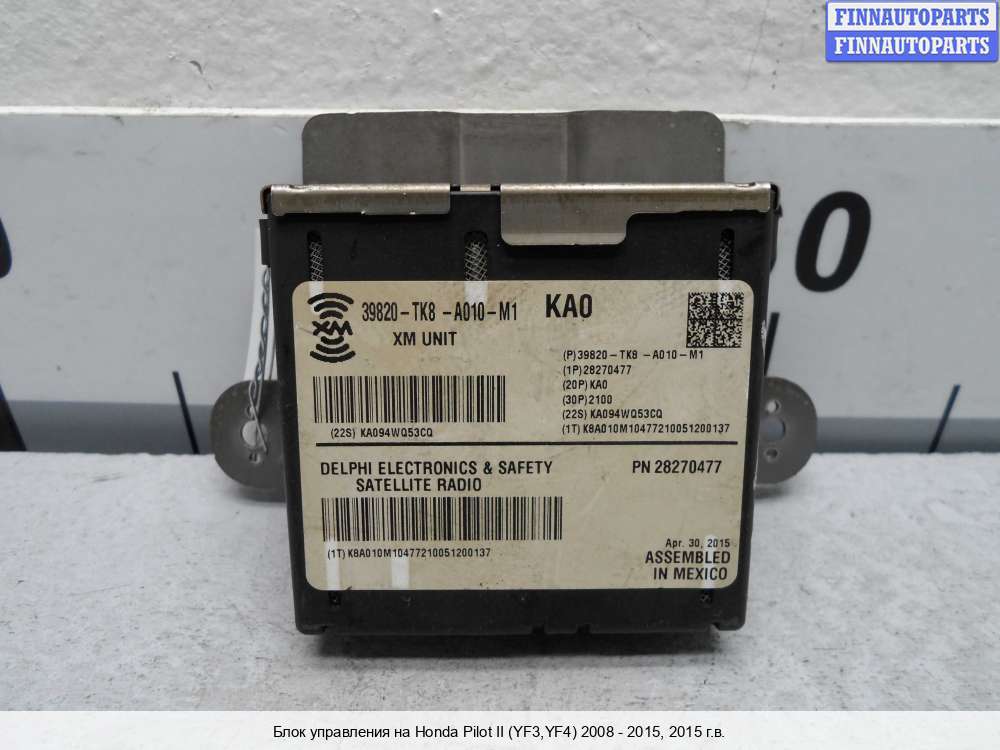 FINNAUTOPARTS
FINNAUTOPARTS
0
XM
39820-TK8 -A010-M1
KA0
XM UNIT
(P)39820-TK8 -A010-M1
(1P)28270477
(20P)KA0
(30P)2100
(22S) KA094WQ53CQ
(1T)K8A010M10477210051200137
(22S) KA094WQ53CQ
DELPHI ELECTRONICS & SAFETY
SATELLITE RADIO
PN 28270477
(1T)K8A010M10477210051200137
Apr. 30, 2015
ASSEMBLED
IN MEXICO
Блок управления на Honda Pilot II (YF3,YF4) 2008 - 2015, 2015 г.в.